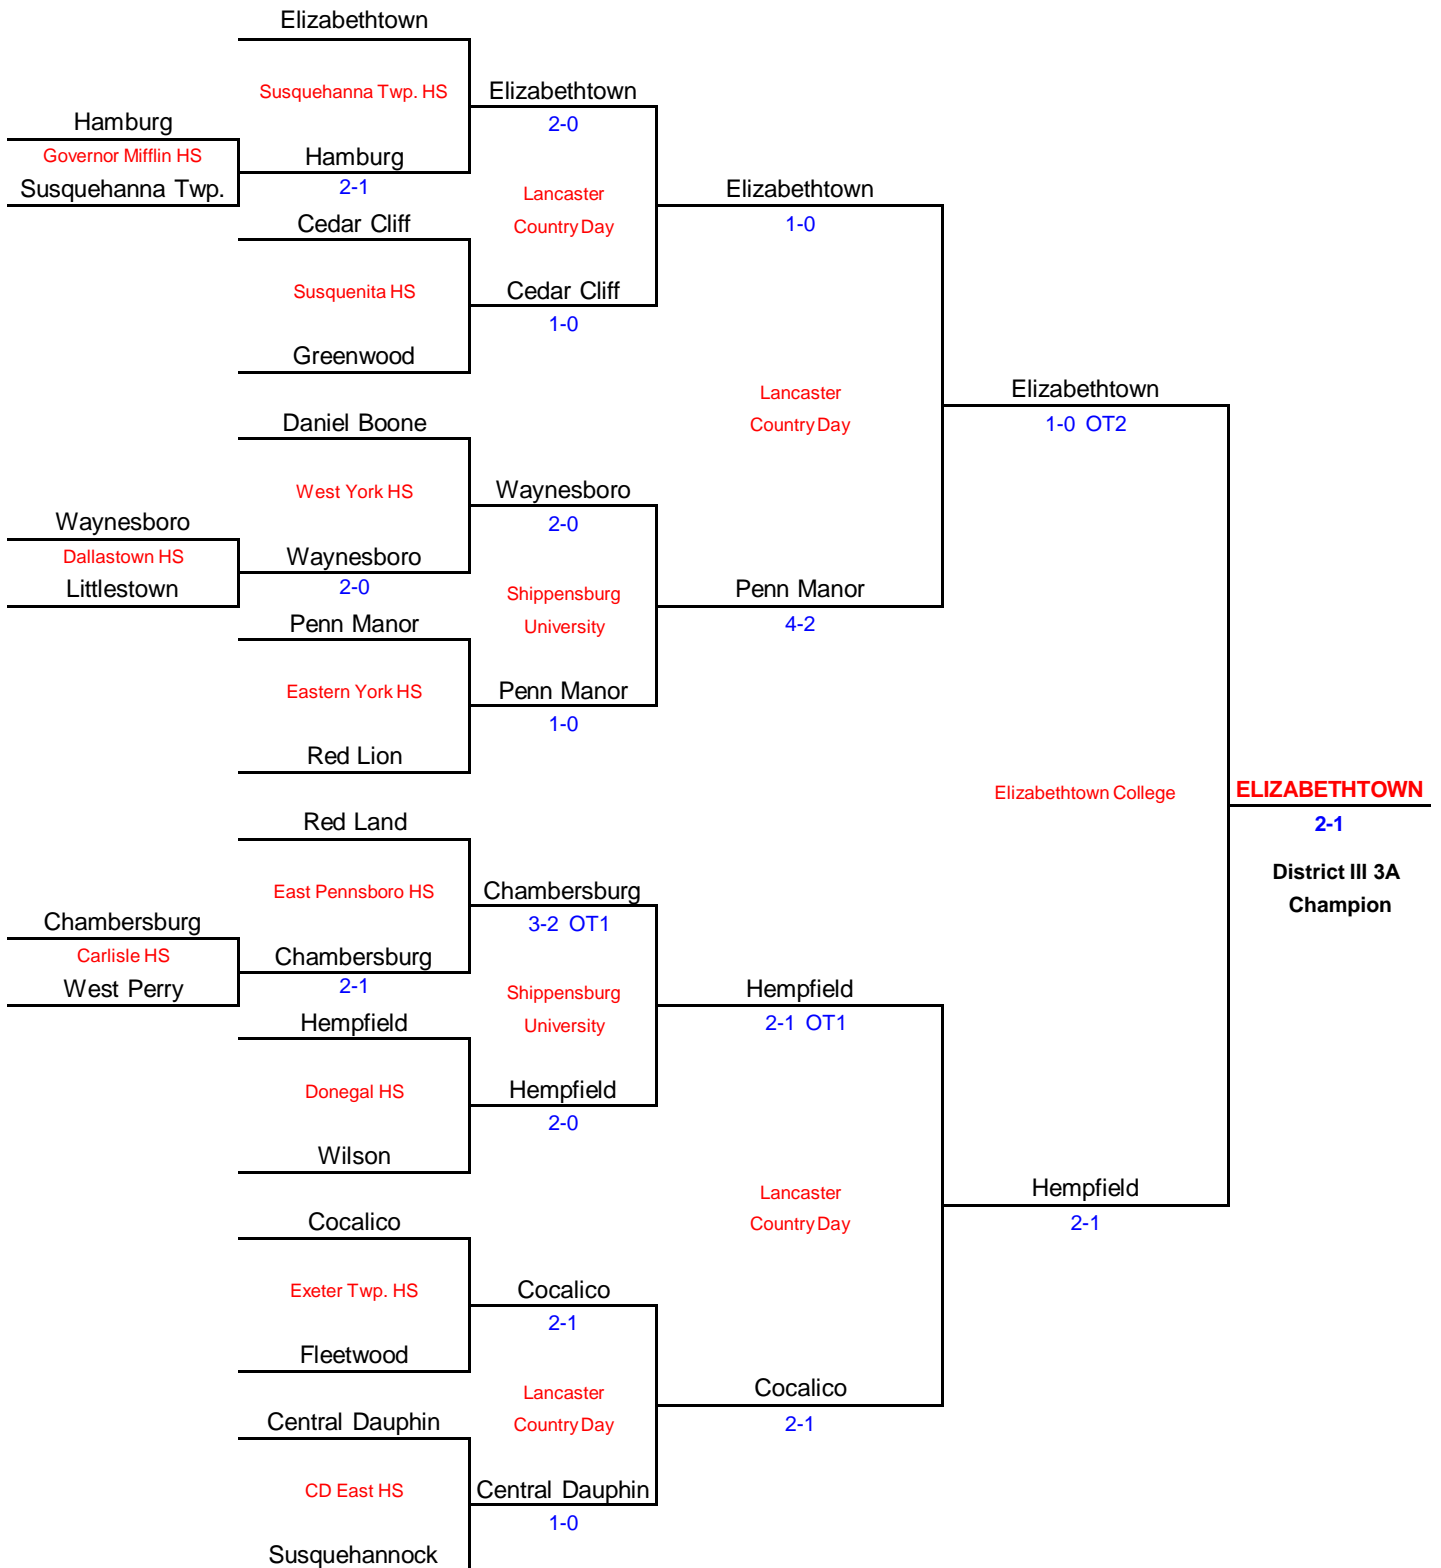 Elizabethtown
Susquehanna Twp. HS
Elizabethtown
2-0
Hamburg
Governor Mifflin HS
Hamburg
Susquehanna Twp.
2-1
Lancaster
Country Day
Elizabethtown
1-0
Cedar Cliff
Susquenita HS
Cedar Cliff
1-0
Greenwood
Lancaster
Country Day
Elizabethtown
1-0 OT2
Daniel Boone
West York HS
Waynesboro
2-0
Waynesboro
Dallastown HS
Waynesboro
Littlestown
2-0
Shippensburg
University
Penn Manor
4-2
Penn Manor
Eastern York HS
Penn Manor
1-0
Red Lion
Elizabethtown College
ELIZABETHTOWN
2-1
District III 3A
Champion
Red Land
East Pennsboro HS
Chambersburg
3-2 OT1
Chambersburg
Carlisle HS
Chambersburg
West Perry
2-1
Shippensburg
University
Hempfield
2-1 OT1
Hempfield
Donegal HS
Hempfield
2-0
Wilson
Lancaster
Country Day
Hempfield
2-1
Cocalico
Exeter Twp. HS
Cocalico
2-1
Fleetwood
Lancaster
Country Day
Cocalico
2-1
Central Dauphin
CD East HS
Central Dauphin
1-0
Susquehannock